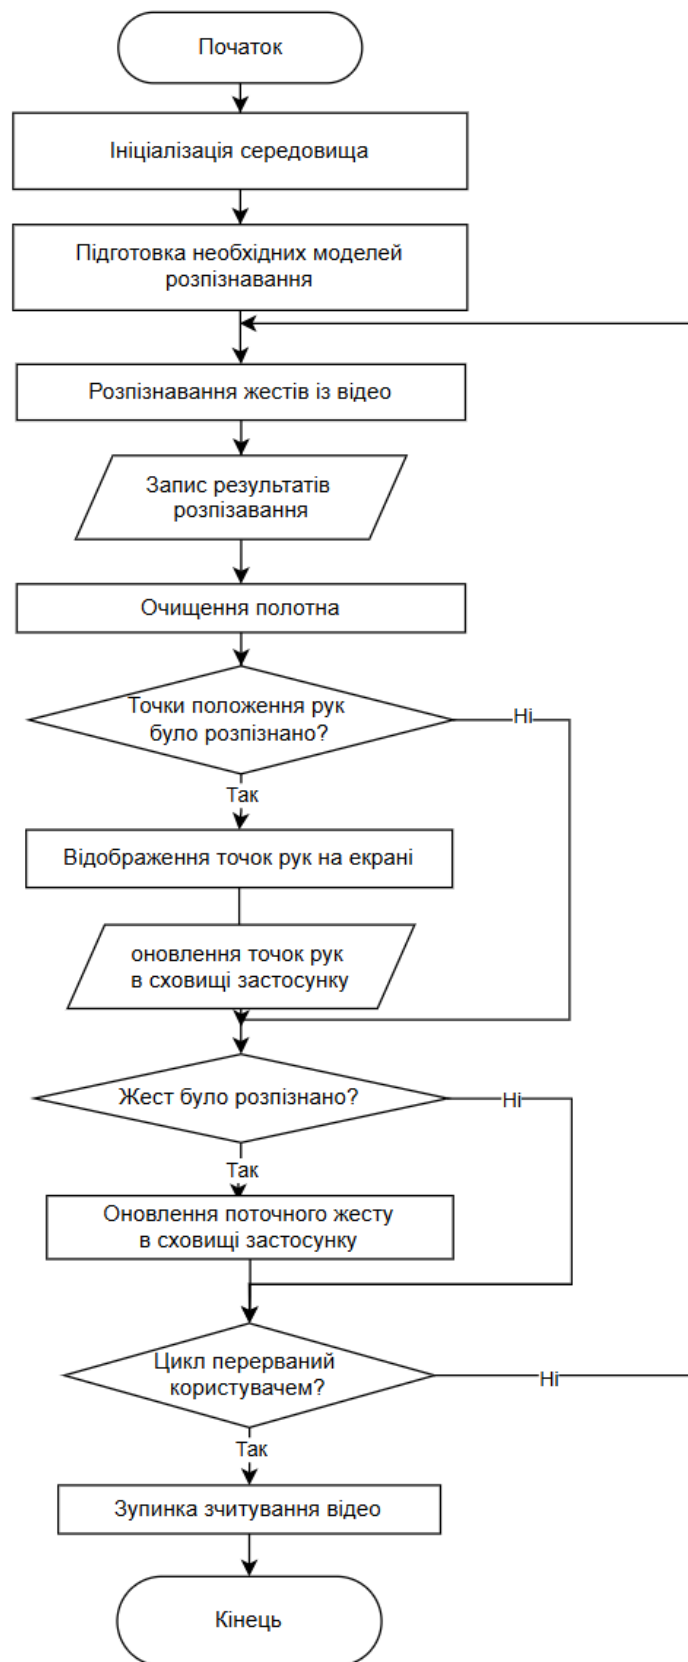 Початок
Ініціалізація середовища
Підготовка необхідних моделей
розпізнавання
Розпізнавання жестів із відео
Запис результатів
розпізавання
Очищення полотна
Точки положення рук
було розпізнано?
Ні
Так
Відображення точок рук на екрані
оновлення точок рук
в сховищі застосунку
Жест було розпізнано?
Ні
Так
Оновлення поточного жесту
в сховищі застосунку
Цикл перерваний
користувачем?
Ні
Так
Зупинка зчитування відео
Кінець